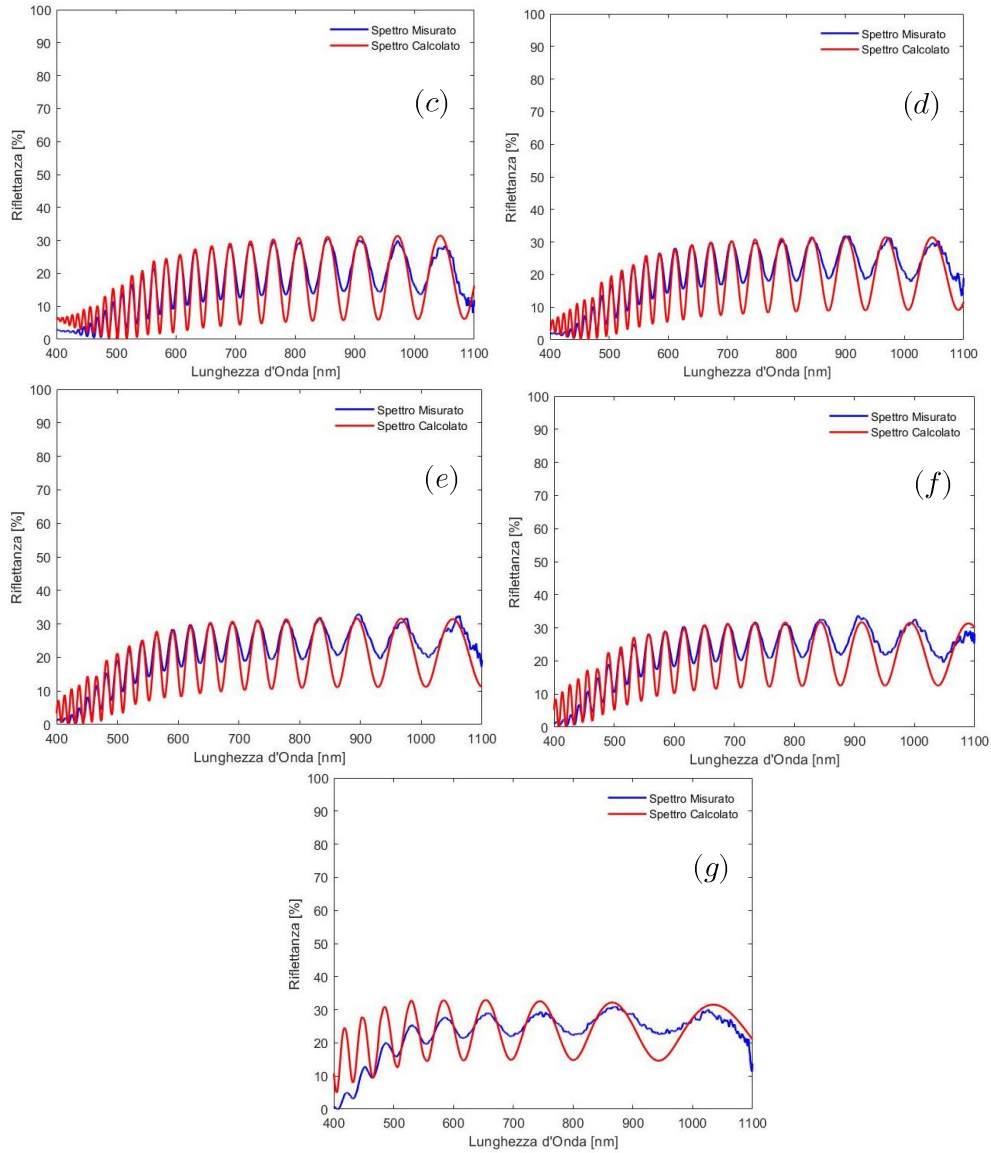 100
90
80
70
60
50
40
30
20
10
0
Riflettanza [%]
Spettro Misurato
Spettro Calcolato
(c)
400 500 600 700 800 900 1000 1100
Lunghezza d'Onda [nm]
100
90
80
70
60
50
40
30
20
10
0
Riflettanza [%]
Spettro Misurato
Spettro Calcolato
(d)
400 500 600 700 800 900 1000 1100
Lunghezza d'Onda [nm]
100
90
80
70
60
50
40
30
20
10
0
Riflettanza [%]
Spettro Misurato
Spettro Calcolato
(e)
400 500 600 700 800 900 1000 1100
Lunghezza d'Onda [nm]
100
90
80
70
60
50
40
30
20
10
0
Riflettanza [%]
Spettro Misurato
Spettro Calcolato
(f)
400 500 600 700 800 900 1000 1100
Lunghezza d'Onda [nm]
100
90
80
70
60
50
40
30
20
10
0
Riflettanza [%]
Spettro Misurato
Spettro Calcolato
(g)
400 500 600 700 800 900 1000 1100
Lunghezza d'Onda [nm]